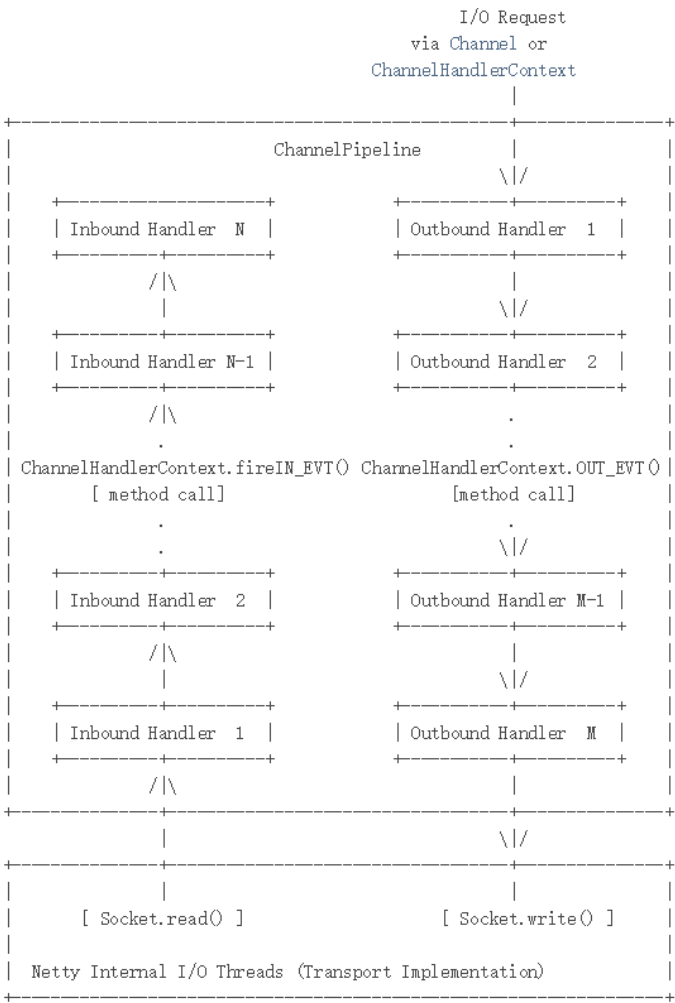 I/O Request
via Channel or
ChannelHandlerContext
ChannelPipeline
Inbound Handler N
Outbound Handler 1
Inbound Handler N-1
Outbound Handler 2
ChannelHandlerContext.fireIN_EVT() ChannelHandlerContext.OUT_EVT()
[ method call] [method call]
Inbound Handler 2
Outbound Handler M-1
Inbound Handler 1
Outbound Handler M
[ Socket.read() ] [ Socket.write() ]
Netty Internal I/O Threads (Transport Implementation)